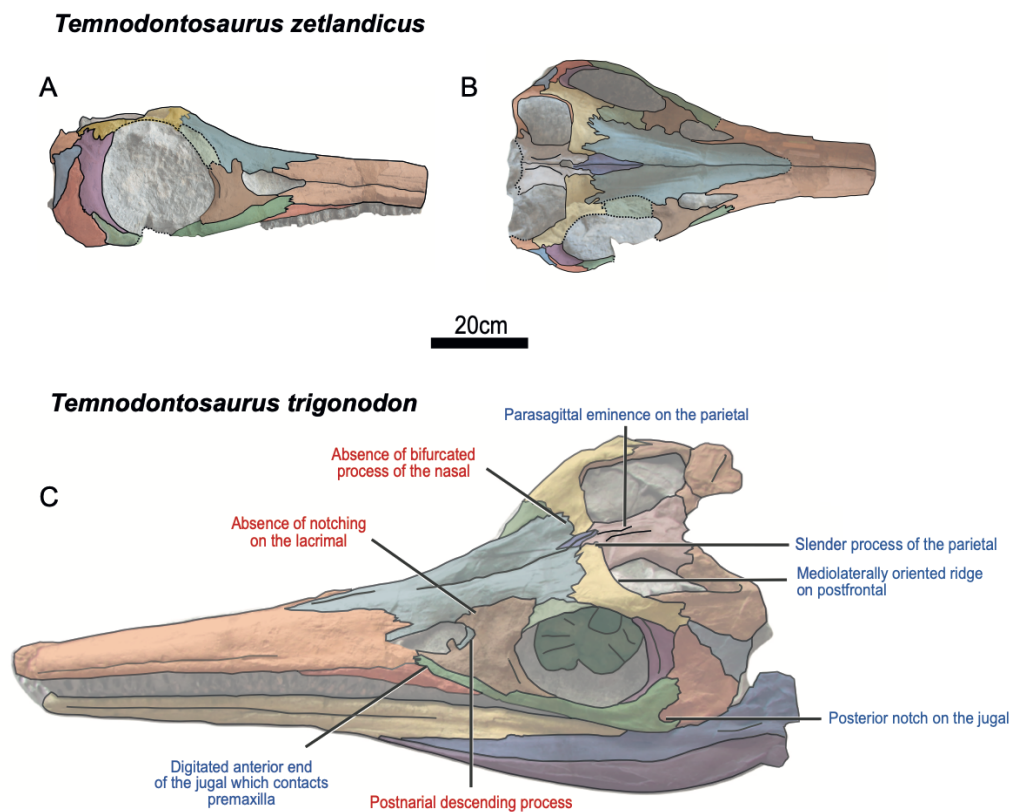 Temnodontosaurus zetlandicus
A
B
20cm
Temnodontosaurus trigonodon
C
Parasagittal eminence on the parietal
Absence of bifurcated
process of the nasal
Absence of notching
on the lacrimal
Slender process of the parietal
Mediolaterally oriented ridge
on postfrontal
Posterior notch on the jugal
Digitated anterior end
of the jugal which contacts
premaxilla
Postnarial descending process